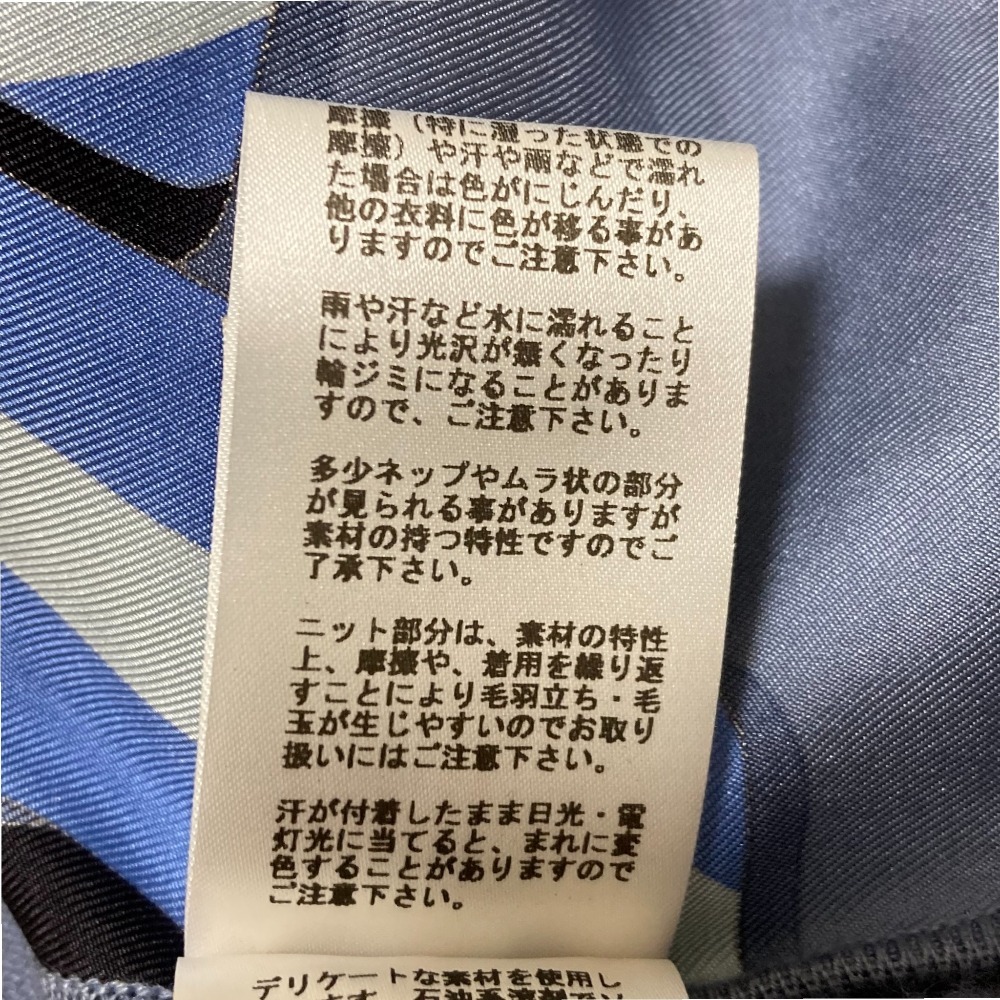 摩擦（特に湿った状態での
摩擦）や汗や雨などで濡れ
た場合は色がにじんだり、
他の衣料に色が移る事があ
りますのでご注意下さい。
雨や汗など水に濡れること
により光沢が無くなったり
輪ジミになることがありま
すので、ご注意下さい。
多少ネップやムラ状の部分
が見られる事がありますが
素材の持つ特性ですのでご
了承下さい。
ニット部分は、素材の特性
上、摩擦や、着用を繰り返
すことにより毛羽立ち・毛
玉が生じやすいのでお取り
扱いにはご注意下さい。
汗が付着したまま日光・電
灯光に当てると、まれに変
色することがありますので
ご注意下さい。
デリケートな素材を使用し
ます 石油系溶剤でソ